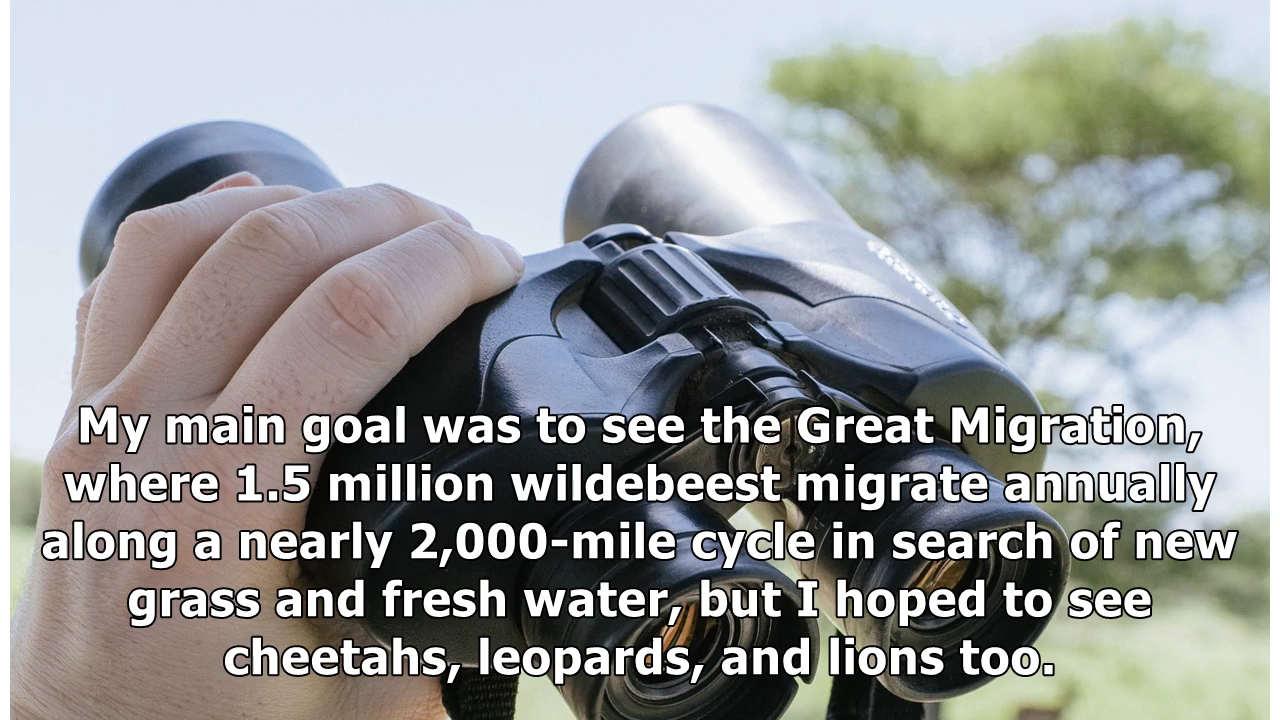 My main goal was to see the Great Migration,
where 1.5 million wildebeest migrate annually
along a nearly 2,000-mile cycle in search of new
grass and fresh water, but I hoped to see
cheetahs, leopards, and lions too.